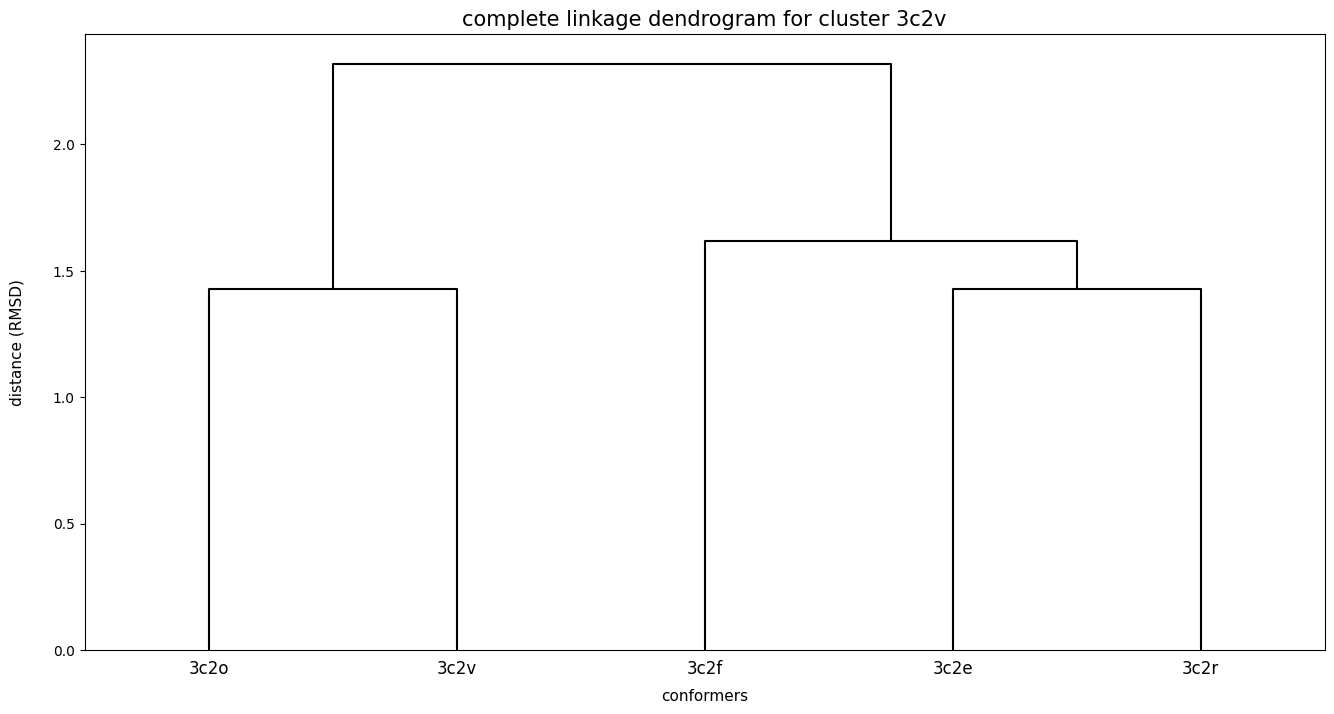 complete linkage dendrogram for cluster 3c2v
distance (RMSD)
2.0
1.5
1.0
0.5
0.0
3c2o 3c2v 3c2f 3c2e 3c2r
conformers